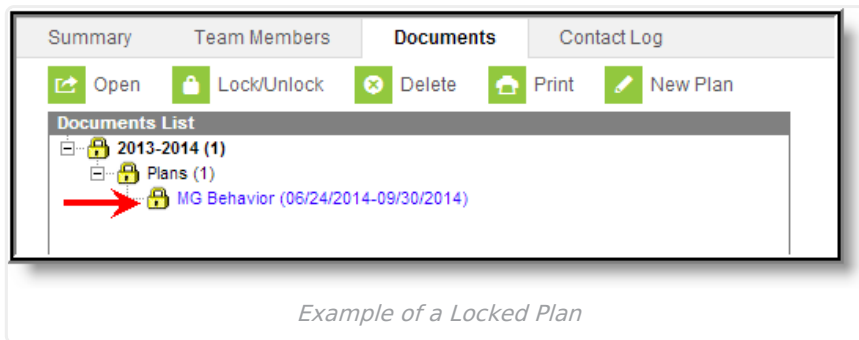 Summary Team Members Documents Contact Log
Open Lock/Unlock Delete Print New Plan
Documents List
2013-2014 (1)
Plans (1)
MG Behavior (06/24/2014-09/30/2014)
Example of a Locked Plan